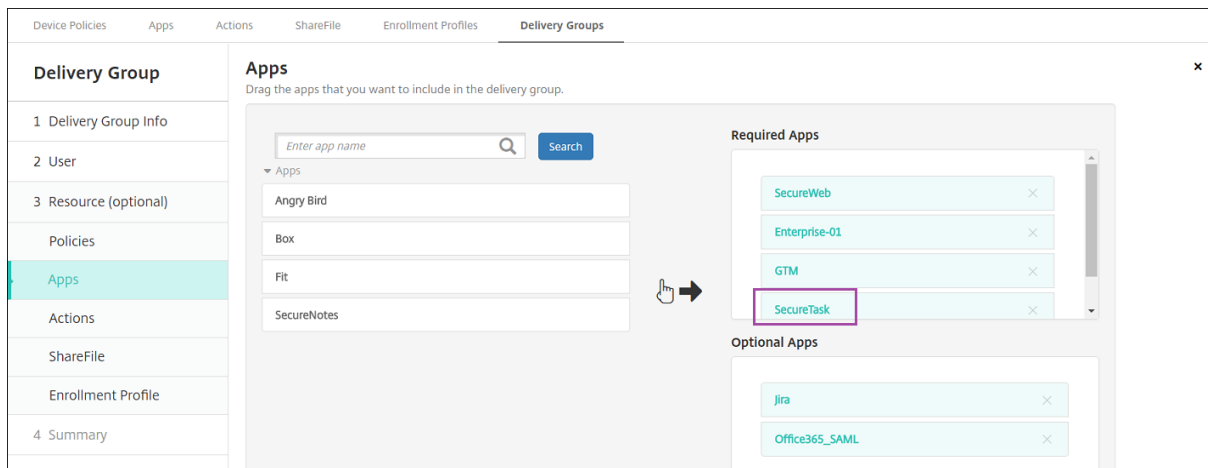 Device Policies Apps Actions ShareFile Enrollment Profiles Delivery Groups
Delivery Group
1 Delivery Group Info
2 User
3 Resource (optional)
Policies
Apps
Actions
ShareFile
Enrollment Profile
4 Summary
Apps
Drag the apps that you want to include in the delivery group.
Enter app name
Search
Apps
Angry Bird
Box
Fit
SecureNotes
Required Apps
SecureWeb
Enterprise-01
GTM
SecureTask
Optional Apps
Jira
Office365_SAML